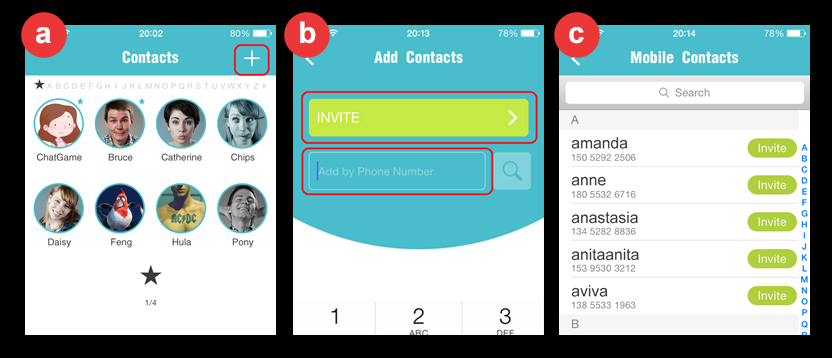 a
20:02
80%
Contacts
+
★ A B C D E F G H I J K L M N O P Q R S T U V W X Y Z #
ChatGame
Bruce
Catherine
Chips
AC/DC
Daisy
Feng
Hula
Pony
1/4
b
20:13
78%
Add Contacts
INVITE
Add by Phone Number
1
2
3
ABC
DEF
c
20:14
78%
Mobile Contacts
Search
A
amanda
150 5292 2506
Invite
anne
180 5532 6716
Invite
anastasia
134 5282 8836
Invite
anitaanita
153 9530 3212
Invite
aviva
138 5533 1963
Invite
B
A
B
C
D
E
F
G
H
I
J
K
L
M
N
O
P
Q
R